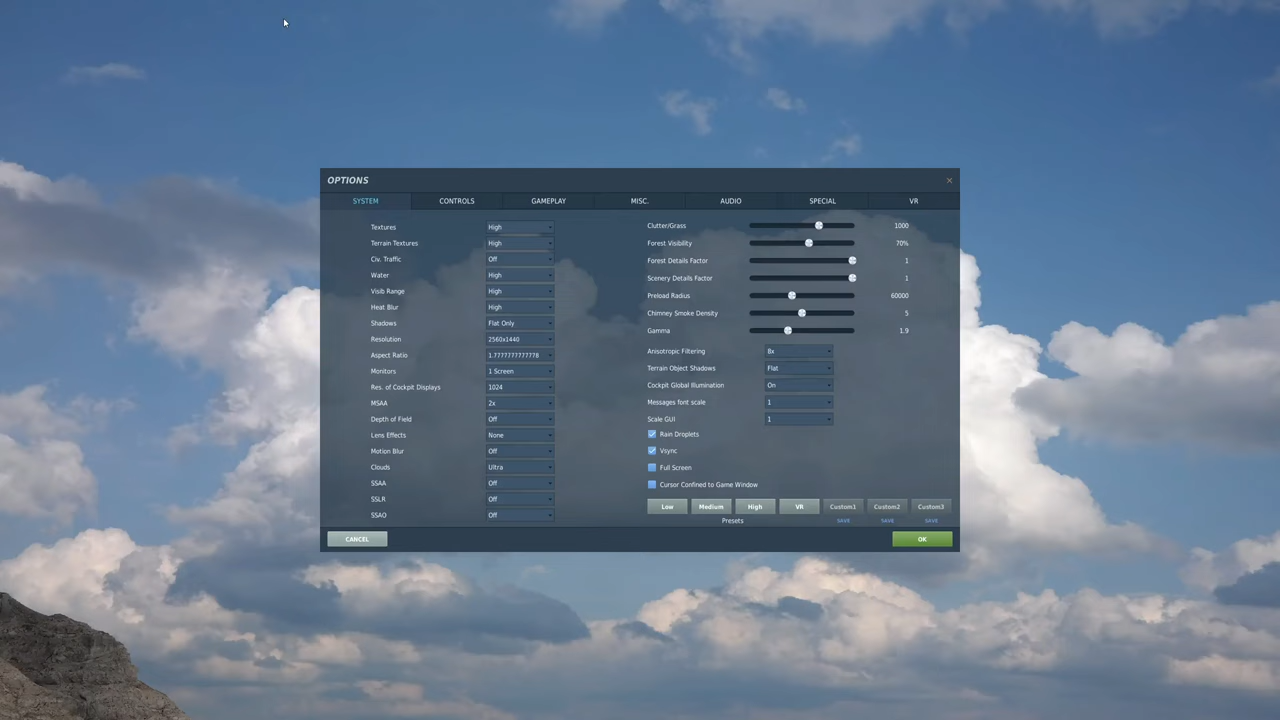 OPTIONS
SYSTEM CONTROLS GAMEPLAY MISC. AUDIO SPECIAL VR
Textures High
Terrain Textures High
Civ. Traffic Off
Water High
Visib Range High
Heat Blur High
Shadows Flat Only
Resolution 2560x1440
Aspect Ratio 1.7777777777778
Monitors 1 Screen
Res. of Cockpit Displays 1024
MSAA 2x
Depth of Field Off
Lens Effects None
Motion Blur Off
Clouds Ultra
SSAA Off
SSLR Off
SSAO Off
Clutter/Grass 1000
Forest Visibility 70%
Forest Details Factor 1
Scenery Details Factor 1
Preload Radius 60000
Chimney Smoke Density 5
Gamma 1.9
Anisotropic Filtering 8x
Terrain Object Shadows Flat
Cockpit Global Illumination On
Messages font scale 1
Scale GUI 1
Rain Droplets
Vsync
Full Screen
Cursor Confined to Game Window
Low Medium High VR Custom1 Custom2 Custom3
Presets SAVE SAVE SAVE
CANCEL OK